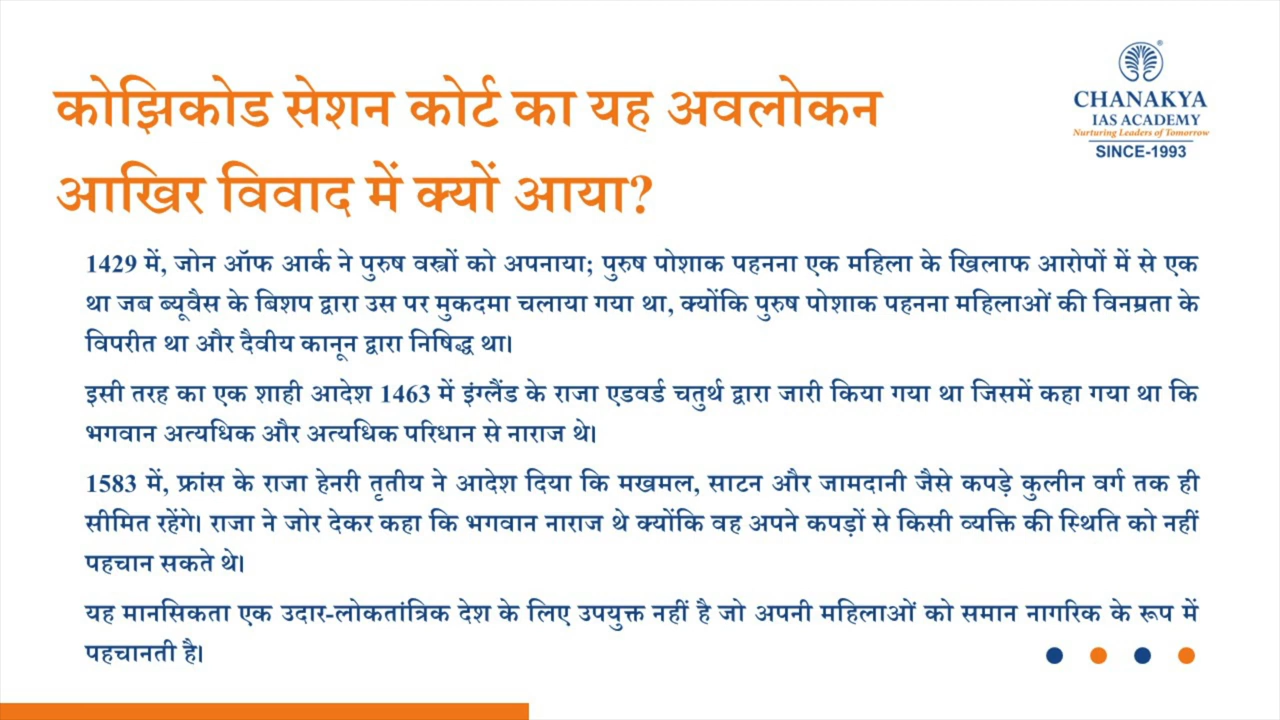 कोझिकोड सेशन कोर्ट का यह अवलोकन
आखिर विवाद में क्यों आया?
CHANAKYA
IAS ACADEMY
Nurturing Leaders of Tomorrow
SINCE-1993
1429 में, जोन ऑफ आर्क ने पुरुष वस्त्रों को अपनाया; पुरुष पोशाक पहनना एक महिला के खिलाफ आरोपों में से एक
था जब ब्यूवैस के बिशप द्वारा उस पर मुकदमा चलाया गया था, क्योंकि पुरुष पोशाक पहनना महिलाओं की विनम्रता के
विपरीत था और दैवीय कानून द्वारा निषिद्ध था।
इसी तरह का एक शाही आदेश 1463 में इंग्लैंड के राजा एडवर्ड चतुर्थ द्वारा जारी किया गया था जिसमें कहा गया था कि
भगवान अत्यधिक और अत्यधिक परिधान से नाराज थे।
1583 में, फ्रांस के राजा हेनरी तृतीय ने आदेश दिया कि मखमल, साटन और जामदानी जैसे कपड़े कुलीन वर्ग तक ही
सीमित रहेंगे। राजा ने जोर देकर कहा कि भगवान नाराज थे क्योंकि वह अपने कपड़ों से किसी व्यक्ति की स्थिति को नहीं
पहचान सकते थे।
यह मानसिकता एक उदार-लोकतांत्रिक देश के लिए उपयुक्त नहीं है जो अपनी महिलाओं को समान नागरिक के रूप में
पहचानती है।